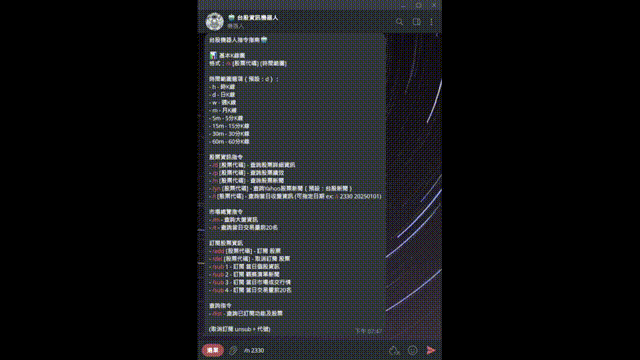 台股資訊機器人
機器人
台股機器人指令指南
基本K線圖
格式：/k [股票代碼] [時間範圍]
時間範圍選項 ( 預設：d )：
- h - 時K線
- d - 日K線
- w - 週K線
- m - 月K線
- 5m - 5分K線
- 15m - 15分K線
- 30m - 30分K線
- 60m - 60分K線
股票資訊指令
[股票代碼] - 查詢股票詳細資訊
[股票代碼] - 查詢股票績效
[股票代碼] - 查詢股票新聞
[股票代碼] - 查詢Yahoo股票新聞 ( 預設：台股新聞 )
[股票代碼] - 查詢當日收盤資訊 (可指定日期 ex: 2330 20250101)
市場總覽指令
- /m - 查詢大盤資訊
- /t - 查詢當日交易量前20名
訂閱股票資訊
- /add [股票代碼] - 訂閱 股票
- /del [股票代碼] - 取消訂閱 股票
- /sub 1 - 訂閱 當日個股資訊
- /sub 2 - 訂閱 觀察清單新聞
- /sub 3 - 訂閱 當日市場成交行情
- /sub 4 - 訂閱 當日交易量前20名
查詢指令
- /list - 查詢已訂閱功能及股票
(取消訂閱 unsub + 代號)
下午 07:47
選單
/n 2330